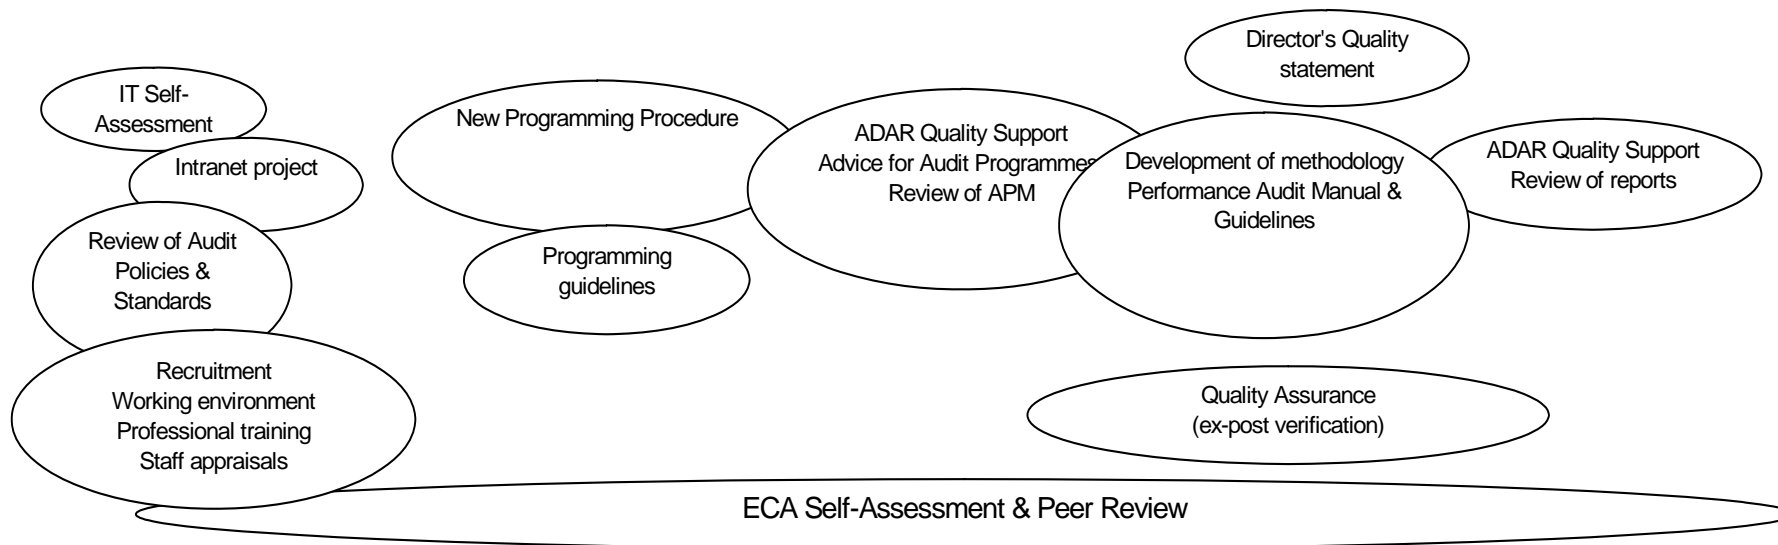 IT Self-
Assessment
Intranet project
Review of Audit
Policies &
Standards
Recruitment
Working environment
Professional training
Staff appraisals
New Programming Procedure
Programming
guidelines
ADAR Quality Support
Advice for Audit Programmes
Review of APM
Director's Quality
statement
Development of methodology
Performance Audit Manual &
Guidelines
ADAR Quality Support
Review of reports
Quality Assurance
(ex-post verification)
ECA Self-Assessment & Peer Review